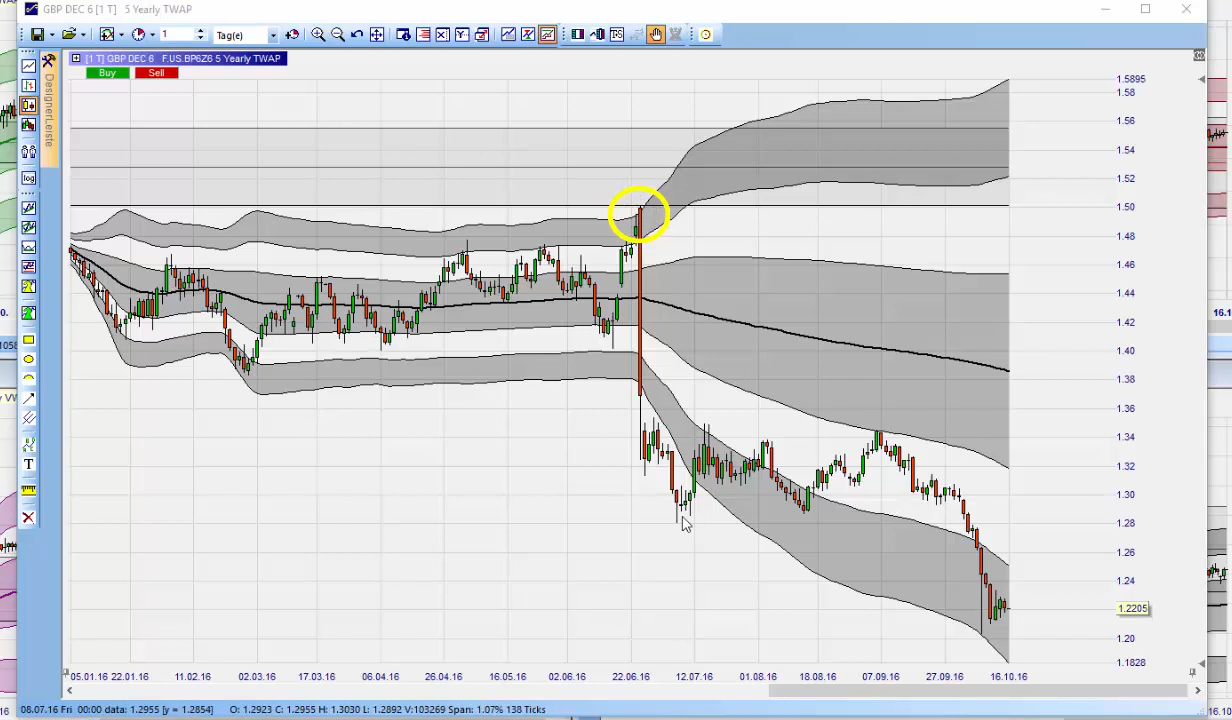 GBP DEC 6 [1 T] 5 Yearly TWAP
1
Tag(e)
[1 T] GBP DEC 6 F.US.BP6Z6 5 Yearly TWAP
Buy
Sell
DesignerLeiste
log
T
1.5895
1.58
1.56
1.54
1.52
1.50
1.48
1.46
1.44
1.42
1.40
1.38
1.36
1.34
1.32
1.30
1.28
1.26
1.24
1.2205
1.20
1.1828
05.01.16 22.01.16 11.02.16 02.03.16 17.03.16 6.04.16 26.04.16 16.05.16 02.06.16 22.06.16 12.07.16 01.08.16 18.08.16 07.09.16 27.09.16 16.10.16
08.07.16 Fri 00:00 data: 1.2955 [y = 1.2854] O: 1.2923 C: 1.2955 H: 1.3030 L: 1.2892 V:103269 Span: 1.07% 138 Ticks